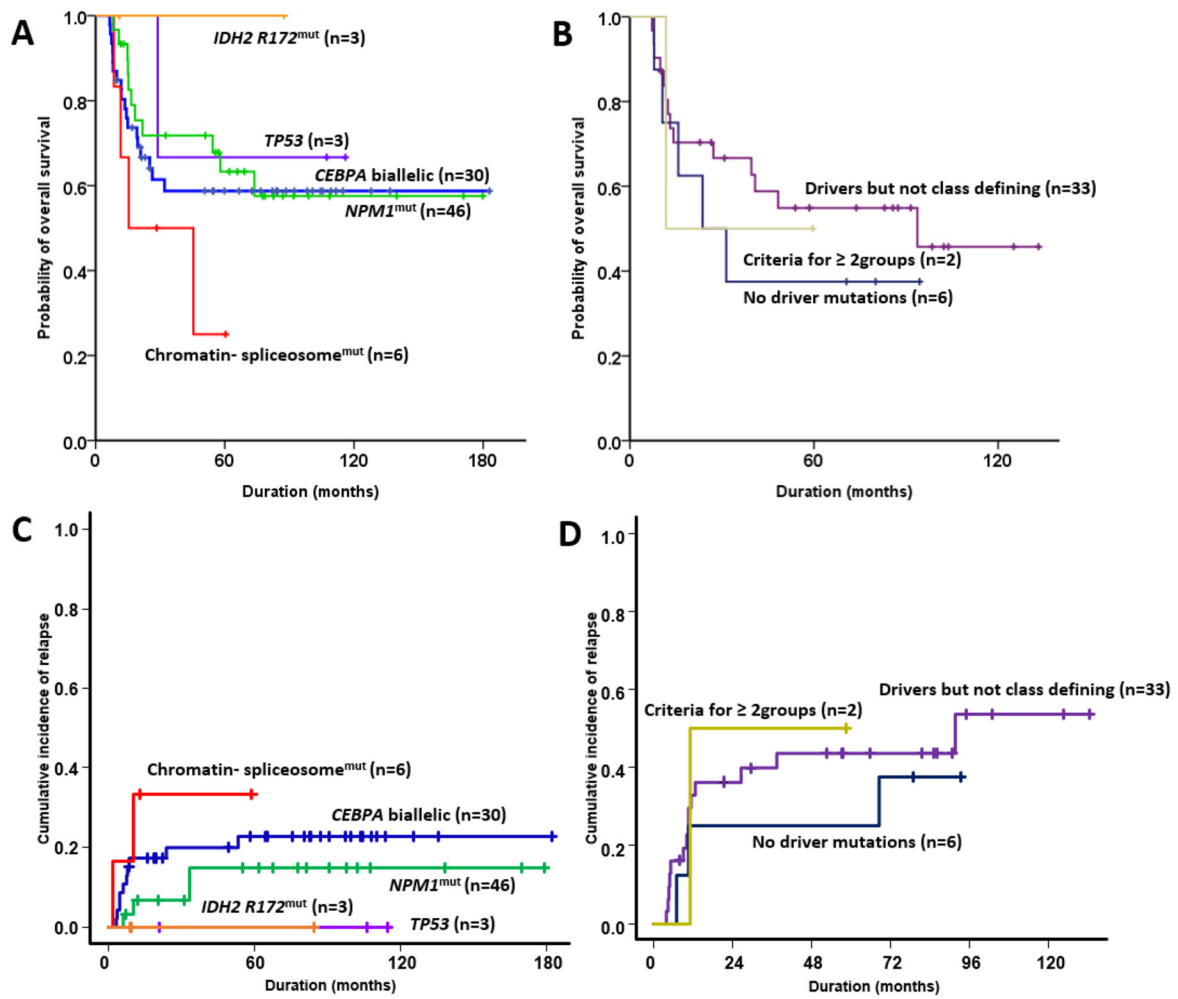 A
Probability of overall survival
1.0
0.8
0.6
0.4
0.2
0.0
IDH2 R172mut (n=3)
TP53 (n=3)
CEBPA biallelic (n=30)
NPM1mut (n=46)
Chromatin- spliceosomemut (n=6)
0 60 120 180
Duration (months)
B
Probability of overall survival
1.0
0.8
0.6
0.4
0.2
0.0
Drivers but not class defining (n=33)
Criteria for ≥ 2groups (n=2)
No driver mutations (n=6)
0 60 120
Duration (months)
C
Cumulative incidence of relapse
1.0
0.8
0.6
0.4
0.2
0.0
Chromatin- spliceosomemut (n=6)
CEBPA biallelic (n=30)
NPM1mut (n=46)
IDH2 R172mut (n=3)
TP53 (n=3)
0 60 120 180
Duration (months)
D
Cumulative incidence of relapse
1.0
0.8
0.6
0.4
0.2
0.0
Drivers but not class defining (n=33)
Criteria for ≥ 2groups (n=2)
No driver mutations (n=6)
0 24 48 72 96 120
Duration (months)